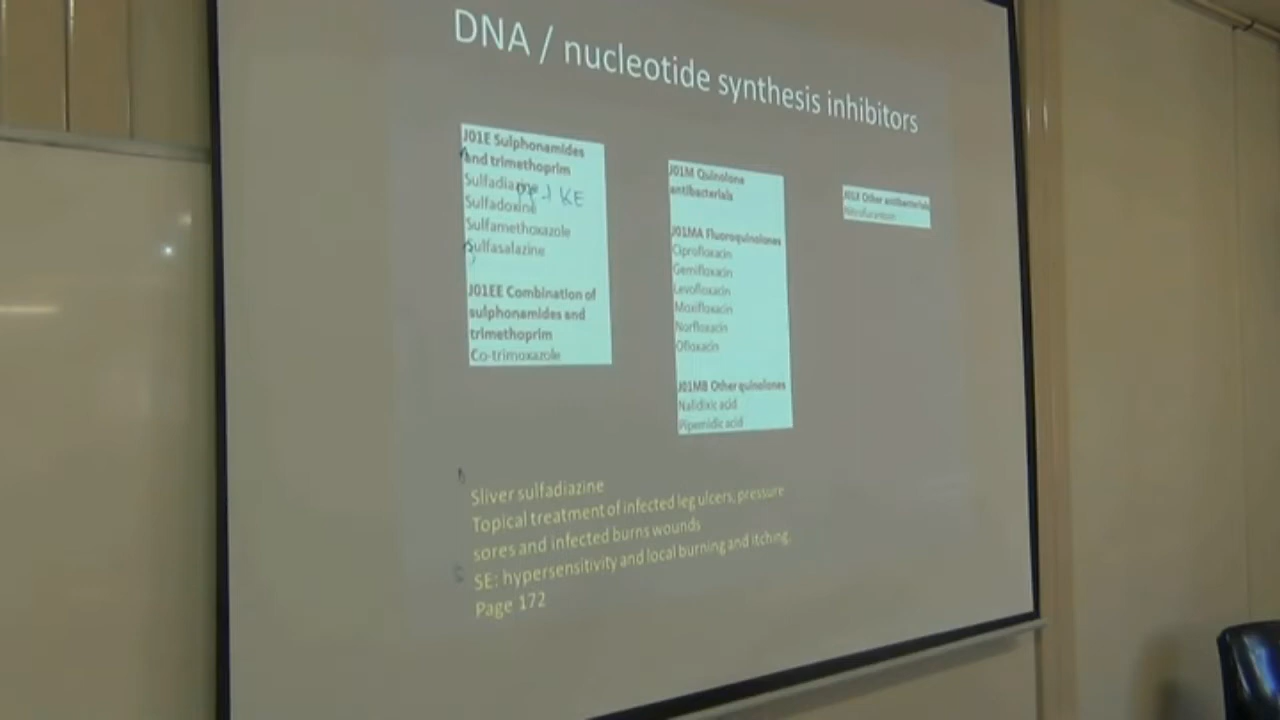 DNA / nucleotide synthesis inhibitors
J01E Sulphonamides
and trimethoprim
Sulfadiazine
Sulfadoxine
Sulfamethoxazole
Sulfasalazine
J01EE Combination of
sulphonamides and
trimethoprim
Co-trimoxazole
J01M Quinolone
antibacterials
J01MA Fluoroquinolones
Ciprofloxacin
Gemifloxacin
Levofloxacin
Moxifloxacin
Norfloxacin
Ofloxacin
J01MB Other quinolones
Nalidixic acid
Pipemidic acid
J01X Other antibacterials
Nitrofurantoin
Sliver sulfadiazine
Topical treatment of infected leg ulcers, pressure
sores and infected burns wounds
SE: hypersensitivity and local burning and itching.
Page 172